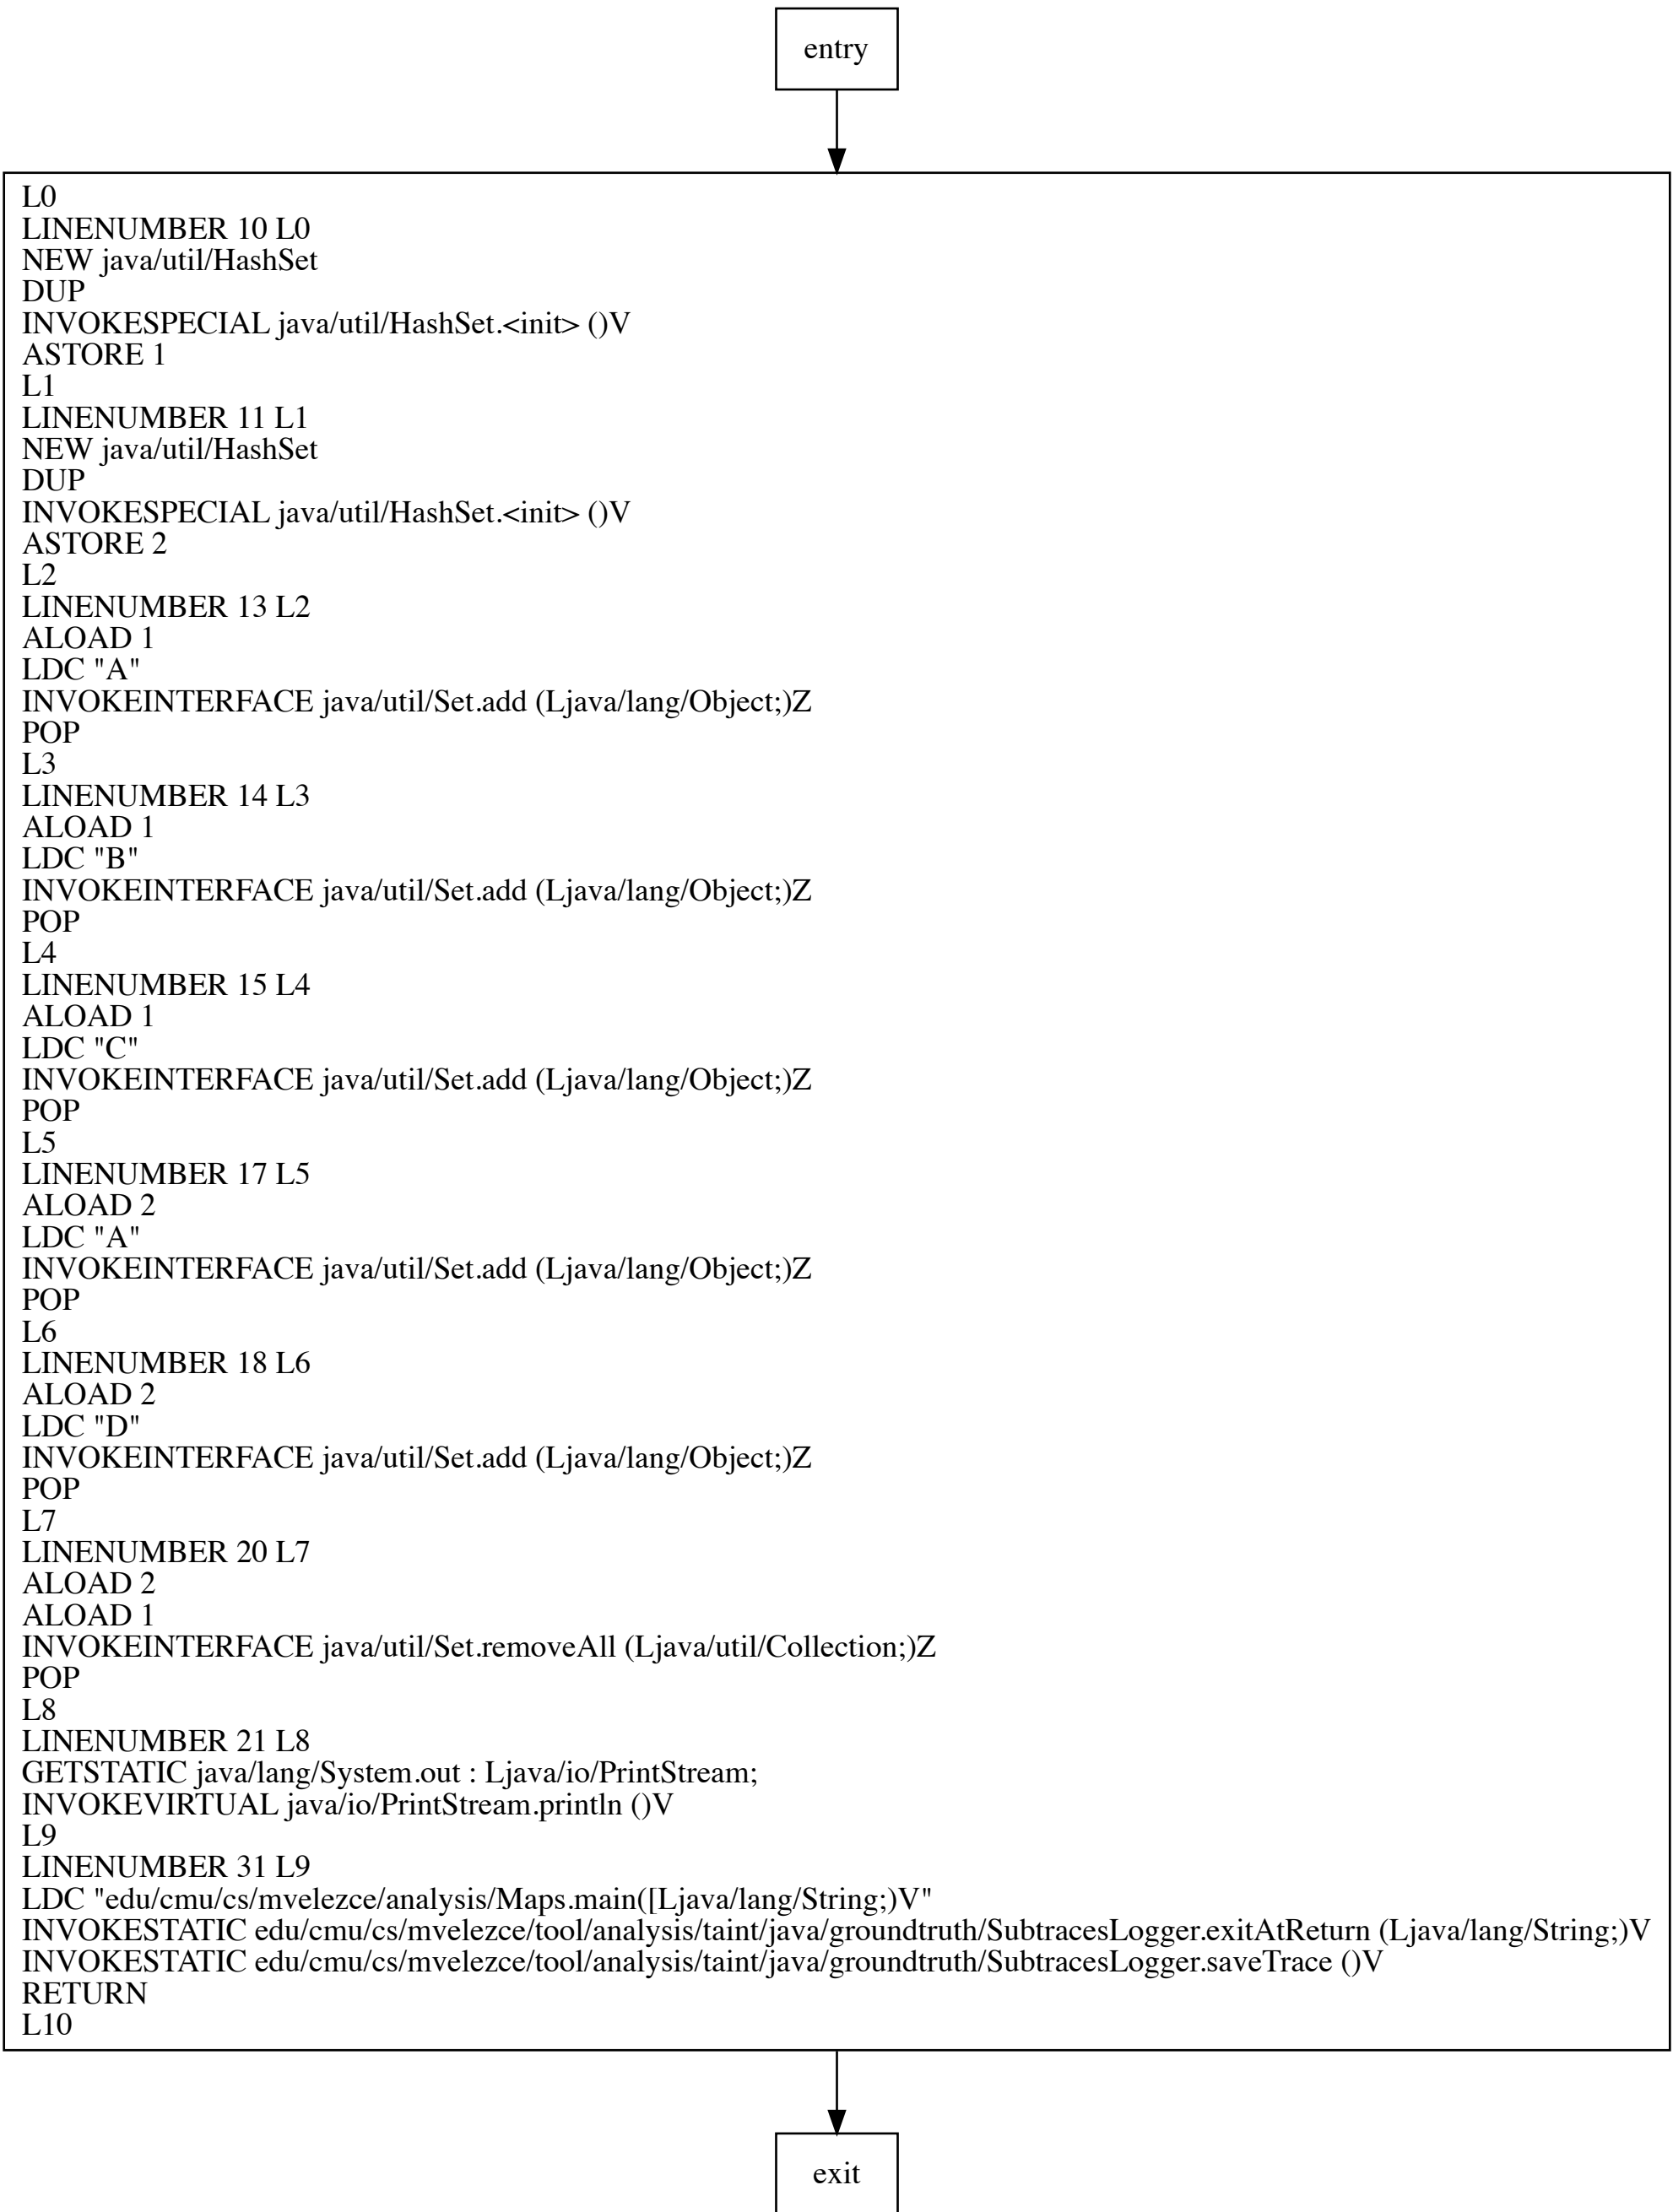 entry
L0
LINENUMBER 10 L0
NEW java/util/HashSet
DUP
INVOKESPECIAL java/util/HashSet.<init> ()V
ASTORE 1
L1
LINENUMBER 11 L1
NEW java/util/HashSet
DUP
INVOKESPECIAL java/util/HashSet.<init> ()V
ASTORE 2
L2
LINENUMBER 13 L2
ALOAD 1
LDC "A"
INVOKEINTERFACE java/util/Set.add (Ljava/lang/Object;)Z
POP
L3
LINENUMBER 14 L3
ALOAD 1
LDC "B"
INVOKEINTERFACE java/util/Set.add (Ljava/lang/Object;)Z
POP
L4
LINENUMBER 15 L4
ALOAD 1
LDC "C"
INVOKEINTERFACE java/util/Set.add (Ljava/lang/Object;)Z
POP
L5
LINENUMBER 17 L5
ALOAD 2
LDC "A"
INVOKEINTERFACE java/util/Set.add (Ljava/lang/Object;)Z
POP
L6
LINENUMBER 18 L6
ALOAD 2
LDC "D"
INVOKEINTERFACE java/util/Set.add (Ljava/lang/Object;)Z
POP
L7
LINENUMBER 20 L7
ALOAD 2
ALOAD 1
INVOKEINTERFACE java/util/Set.removeAll (Ljava/util/Collection;)Z
POP
L8
LINENUMBER 21 L8
GETSTATIC java/lang/System.out : Ljava/io/PrintStream;
INVOKEVIRTUAL java/io/PrintStream.println ()V
L9
LINENUMBER 31 L9
LDC "edu/cmu/cs/mvelezce/analysis/Maps.main([Ljava/lang/String;)V"
INVOKESTATIC edu/cmu/cs/mvelezce/tool/analysis/taint/java/groundtruth/SubtracesLogger.exitAtReturn (Ljava/lang/String;)V
INVOKESTATIC edu/cmu/cs/mvelezce/tool/analysis/taint/java/groundtruth/SubtracesLogger.saveTrace ()V
RETURN
L10
exit